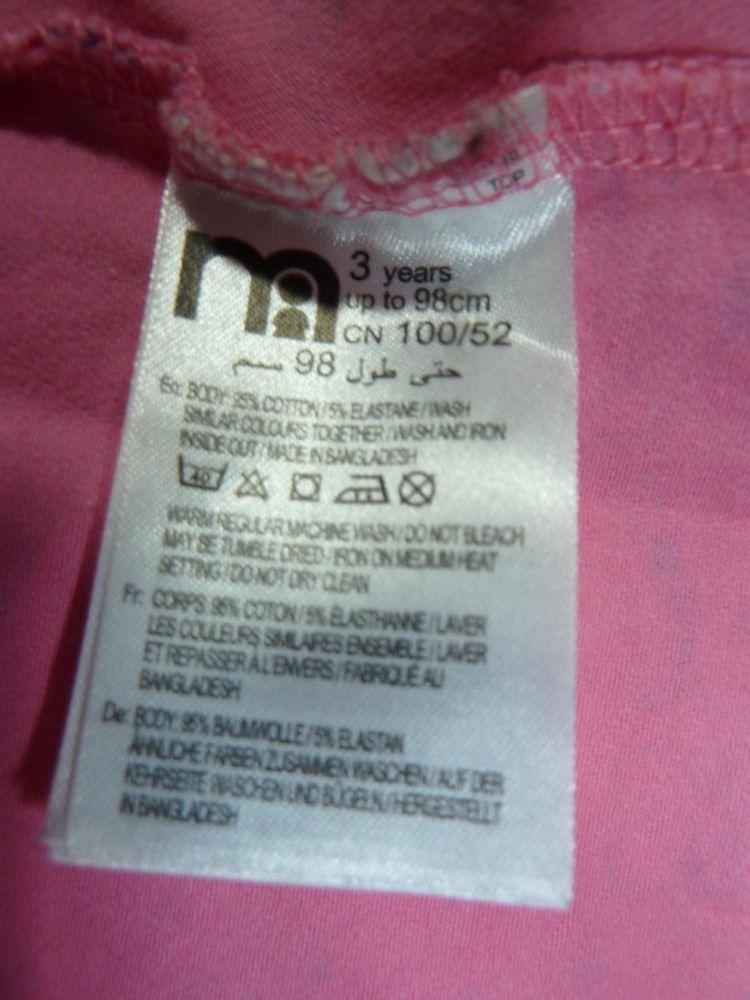 TOP
3 years
up to 98cm
CN 100/52
حتى طول 98 سم
En: BODY: 95% COTTON / 5% ELASTANE / WASH
SIMILAR COLOURS TOGETHER / WASH AND IRON
INSIDE OUT / MADE IN BANGLADESH
40
WARM REGULAR MACHINE WASH / DO NOT BLEACH
MAY BE TUMBLE DRIED / IRON ON MEDIUM HEAT
SETTING / DO NOT DRY CLEAN
Fr: CORPS: 95% COTON / 5% ÉLASTHANNE / LAVER
LES COULEURS SIMILAIRES ENSEMBLE / LAVER
ET REPASSER À L'ENVERS / FABRIQUÉ AU
BANGLADESH
De: BODY: 95% BAUMWOLLE / 5% ELASTAN
ÄHNLICHE FARBEN ZUSAMMEN WASCHEN / AUF DER
KEHRSEITE WASCHEN UND BÜGELN / HERGESTELLT
IN BANGLADESH